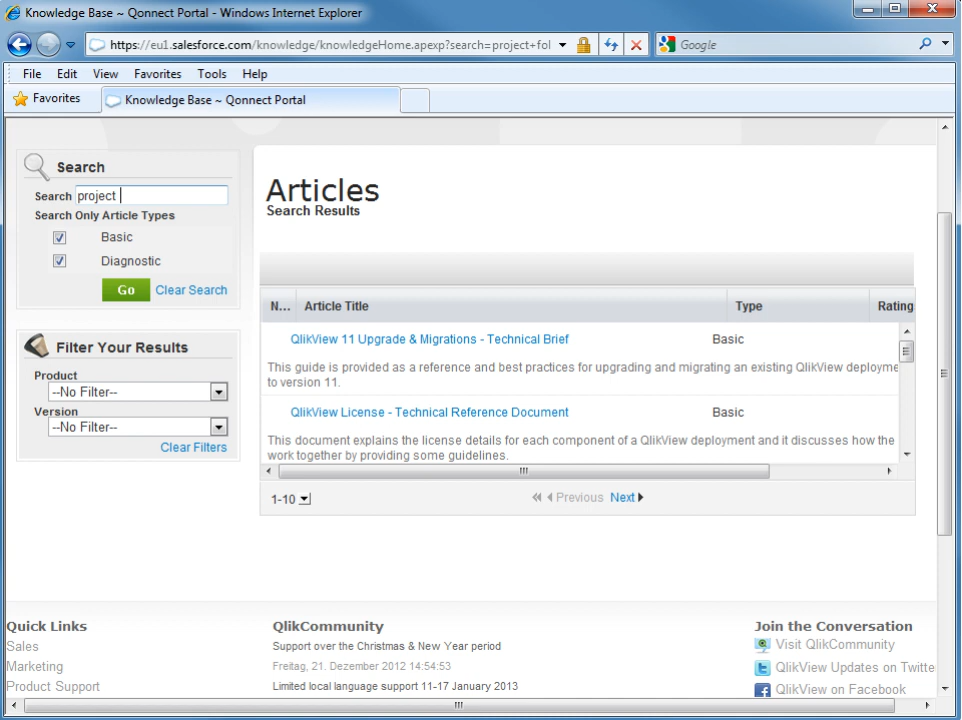 Knowledge Base ~ Qonnect Portal - Windows Internet Explorer
https://eu1.salesforce.com/knowledge/knowledgeHome.apexp?search=project+fol
Google
File Edit View Favorites Tools Help
Favorites
Knowledge Base ~ Qonnect Portal
Search
Search project
Search Only Article Types
Basic
Diagnostic
Go Clear Search
Filter Your Results
Product
--No Filter--
Version
--No Filter--
Clear Filters
Articles
Search Results
N... Article Title Type Rating
QlikView 11 Upgrade & Migrations - Technical Brief Basic
This guide is provided as a reference and best practices for upgrading and migrating an existing QlikView deployme
to version 11.
QlikView License - Technical Reference Document Basic
This document explains the license details for each component of a QlikView deployment and it discusses how the
work together by providing some guidelines.
1-10 Previous Next
Quick Links
Sales
Marketing
Product Support
QlikCommunity
Support over the Christmas & New Year period
Freitag, 21. Dezember 2012 14:54:53
Limited local language support 11-17 January 2013
Join the Conversation
Visit QlikCommunity
QlikView Updates on Twitte
QlikView on Facebook